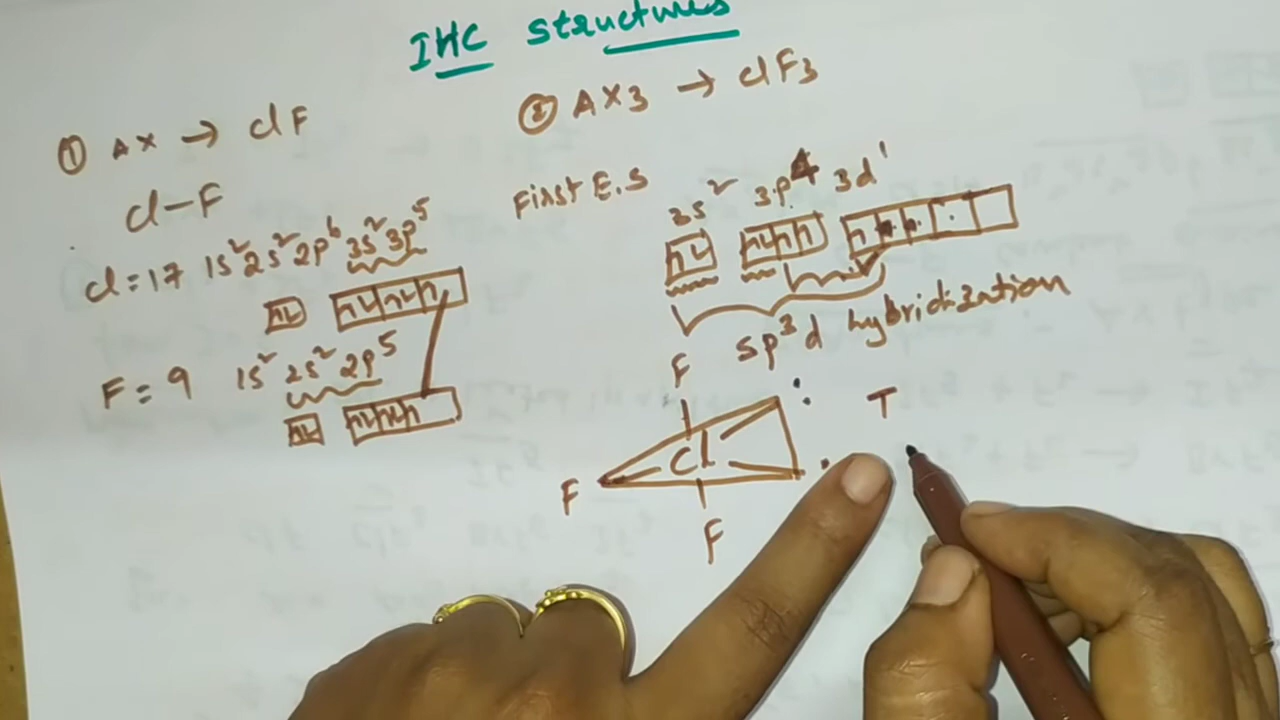 IHC structures
① AX → ClF
② AX₃ → ClF₃
Cl–F
First E.S
3s² 3p⁴ 3d¹
Cl = 17 1s² 2s² 2p⁶ 3s² 3p⁵
sp³d hybridization
F = 9 1s² 2s² 2p⁵
F
T
Cl
F
F